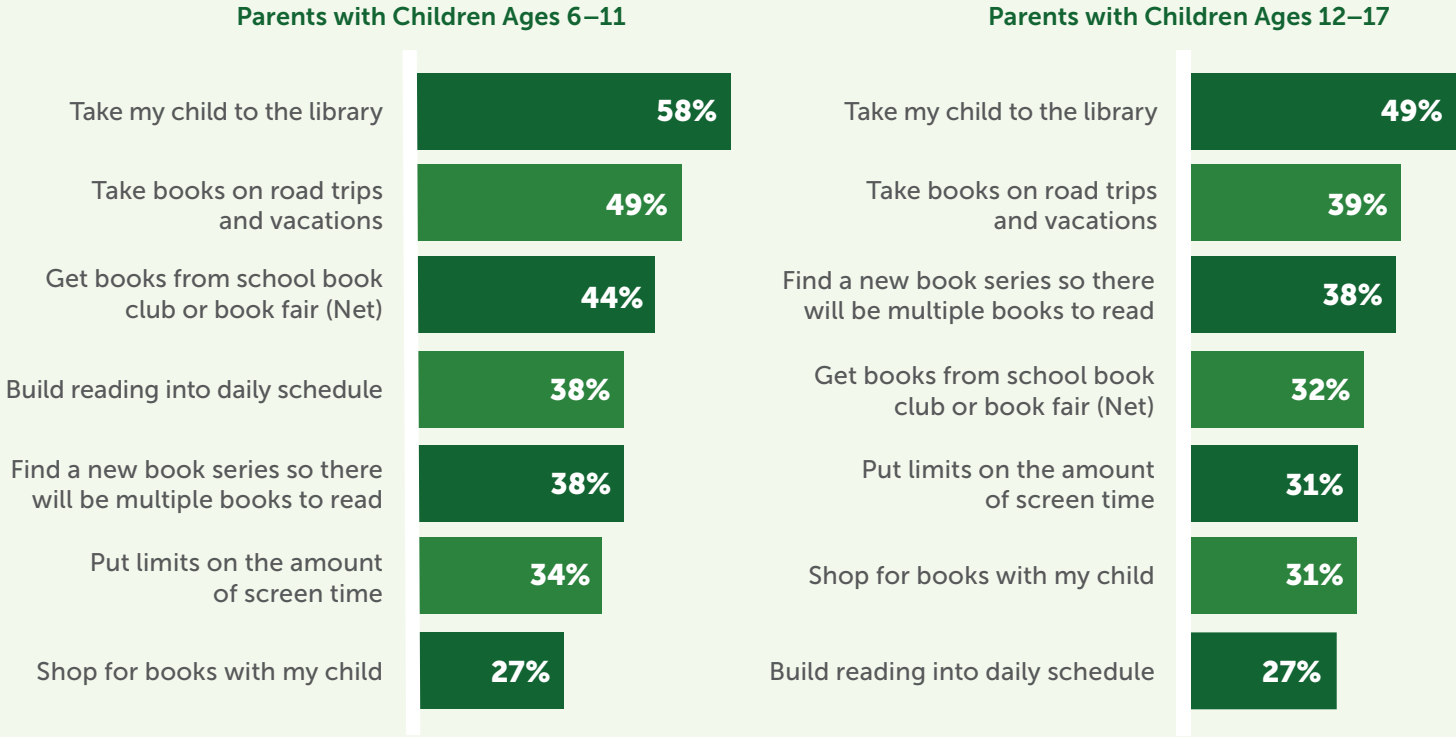 Parents with Children Ages 6–11
Take my child to the library
58%
Take books on road trips
and vacations
49%
Get books from school book
club or book fair (Net)
44%
Build reading into daily schedule
38%
Find a new book series so there
will be multiple books to read
38%
Put limits on the amount
of screen time
34%
Shop for books with my child
27%
Parents with Children Ages 12–17
Take my child to the library
49%
Take books on road trips
and vacations
39%
Find a new book series so there
will be multiple books to read
38%
Get books from school book
club or book fair (Net)
32%
Put limits on the amount
of screen time
31%
Shop for books with my child
31%
Build reading into daily schedule
27%